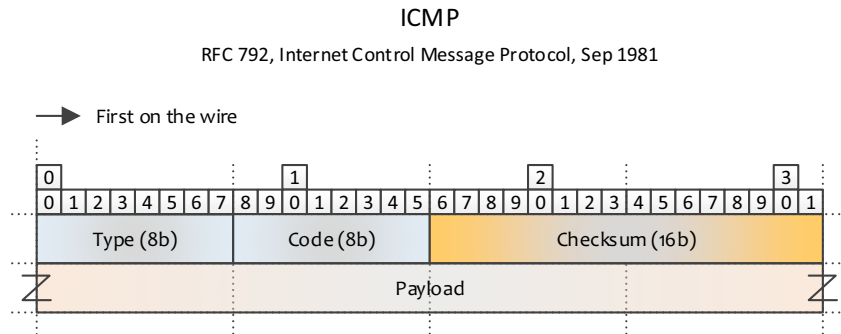 ICMP
RFC 792, Internet Control Message Protocol, Sep 1981
First on the wire
0 1 2 3
0 1 2 3 4 5 6 7 8 9 0 1 2 3 4 5 6 7 8 9 0 1 2 3 4 5 6 7 8 9 0 1
Type (8b) Code (8b) Checksum (16b)
Payload